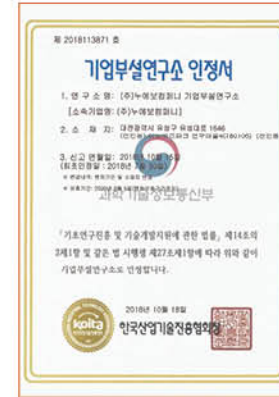 제 2018113871 호
기업부설연구소 인정서
1. 연 구 소 명: (주)누에보컴퍼니 기업부설연구소
[소속기업명: (주)누에보컴퍼니]
2. 소 재 지: 대전광역시 유성구 유성대로 1646
3. 신고 연월일: 2018년 10월 15일
과학기술정보통신부
「기초연구진흥 및 기술개발지원에 관한 법률」 제14조의
2제1항 및 같은 법 시행령 제27조제1항에 따라 위와 같이
기업부설연구소로 인정합니다.
2018년 10월 18일
koita
한국산업기술진흥협회장